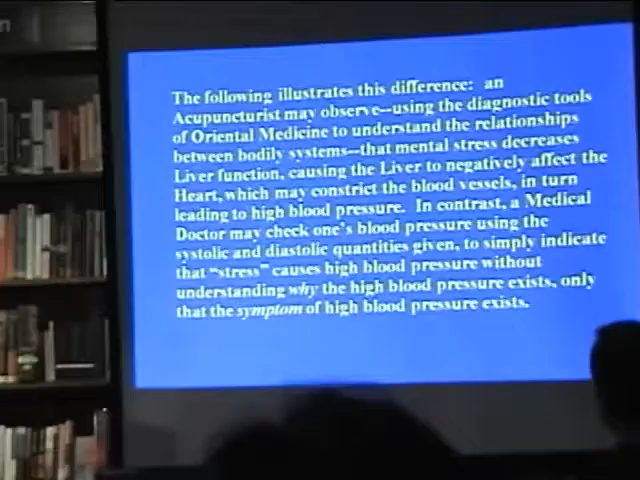 The following illustrates this difference: an
Acupuncturist may observe--using the diagnostic tools
of Oriental Medicine to understand the relationships
between bodily systems--that mental stress decreases
Liver function, causing the Liver to negatively affect the
Heart, which may constrict the blood vessels, in turn
leading to high blood pressure. In contrast, a Medical
Doctor may check one's blood pressure using the
systolic and diastolic quantities given, to simply indicate
that "stress" causes high blood pressure without
understanding why the high blood pressure exists, only
that the symptom of high blood pressure exists.